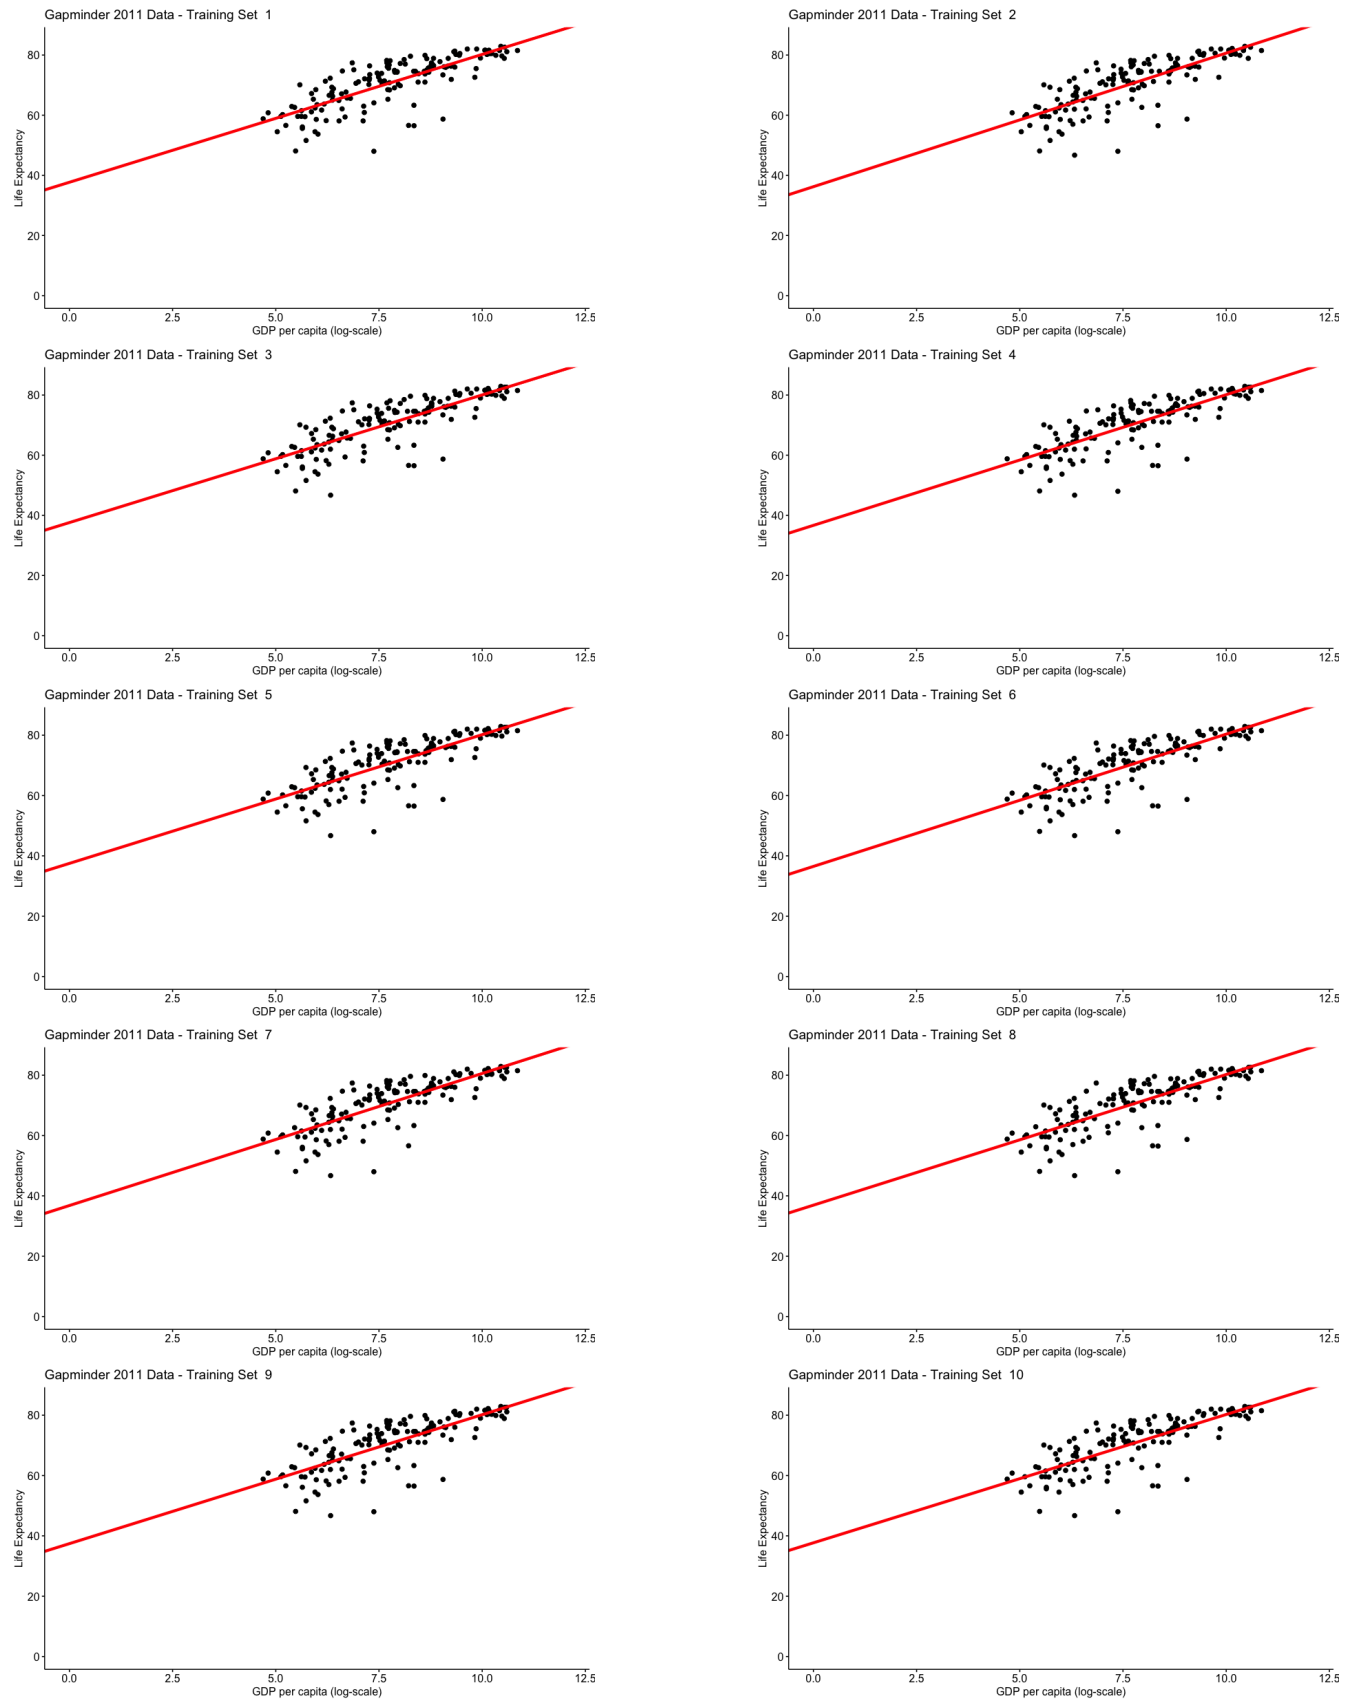 Gapminder 2011 Data - Training Set 1
80
60
40
20
0
Life Expectancy
0.0 2.5 5.0 7.5 10.0 12.5
GDP per capita (log-scale)
Gapminder 2011 Data - Training Set 2
80
60
40
20
0
Life Expectancy
0.0 2.5 5.0 7.5 10.0 12.5
GDP per capita (log-scale)
Gapminder 2011 Data - Training Set 3
80
60
40
20
0
Life Expectancy
0.0 2.5 5.0 7.5 10.0 12.5
GDP per capita (log-scale)
Gapminder 2011 Data - Training Set 4
80
60
40
20
0
Life Expectancy
0.0 2.5 5.0 7.5 10.0 12.5
GDP per capita (log-scale)
Gapminder 2011 Data - Training Set 5
80
60
40
20
0
Life Expectancy
0.0 2.5 5.0 7.5 10.0 12.5
GDP per capita (log-scale)
Gapminder 2011 Data - Training Set 6
80
60
40
20
0
Life Expectancy
0.0 2.5 5.0 7.5 10.0 12.5
GDP per capita (log-scale)
Gapminder 2011 Data - Training Set 7
80
60
40
20
0
Life Expectancy
0.0 2.5 5.0 7.5 10.0 12.5
GDP per capita (log-scale)
Gapminder 2011 Data - Training Set 8
80
60
40
20
0
Life Expectancy
0.0 2.5 5.0 7.5 10.0 12.5
GDP per capita (log-scale)
Gapminder 2011 Data - Training Set 9
80
60
40
20
0
Life Expectancy
0.0 2.5 5.0 7.5 10.0 12.5
GDP per capita (log-scale)
Gapminder 2011 Data - Training Set 10
80
60
40
20
0
Life Expectancy
0.0 2.5 5.0 7.5 10.0 12.5
GDP per capita (log-scale)